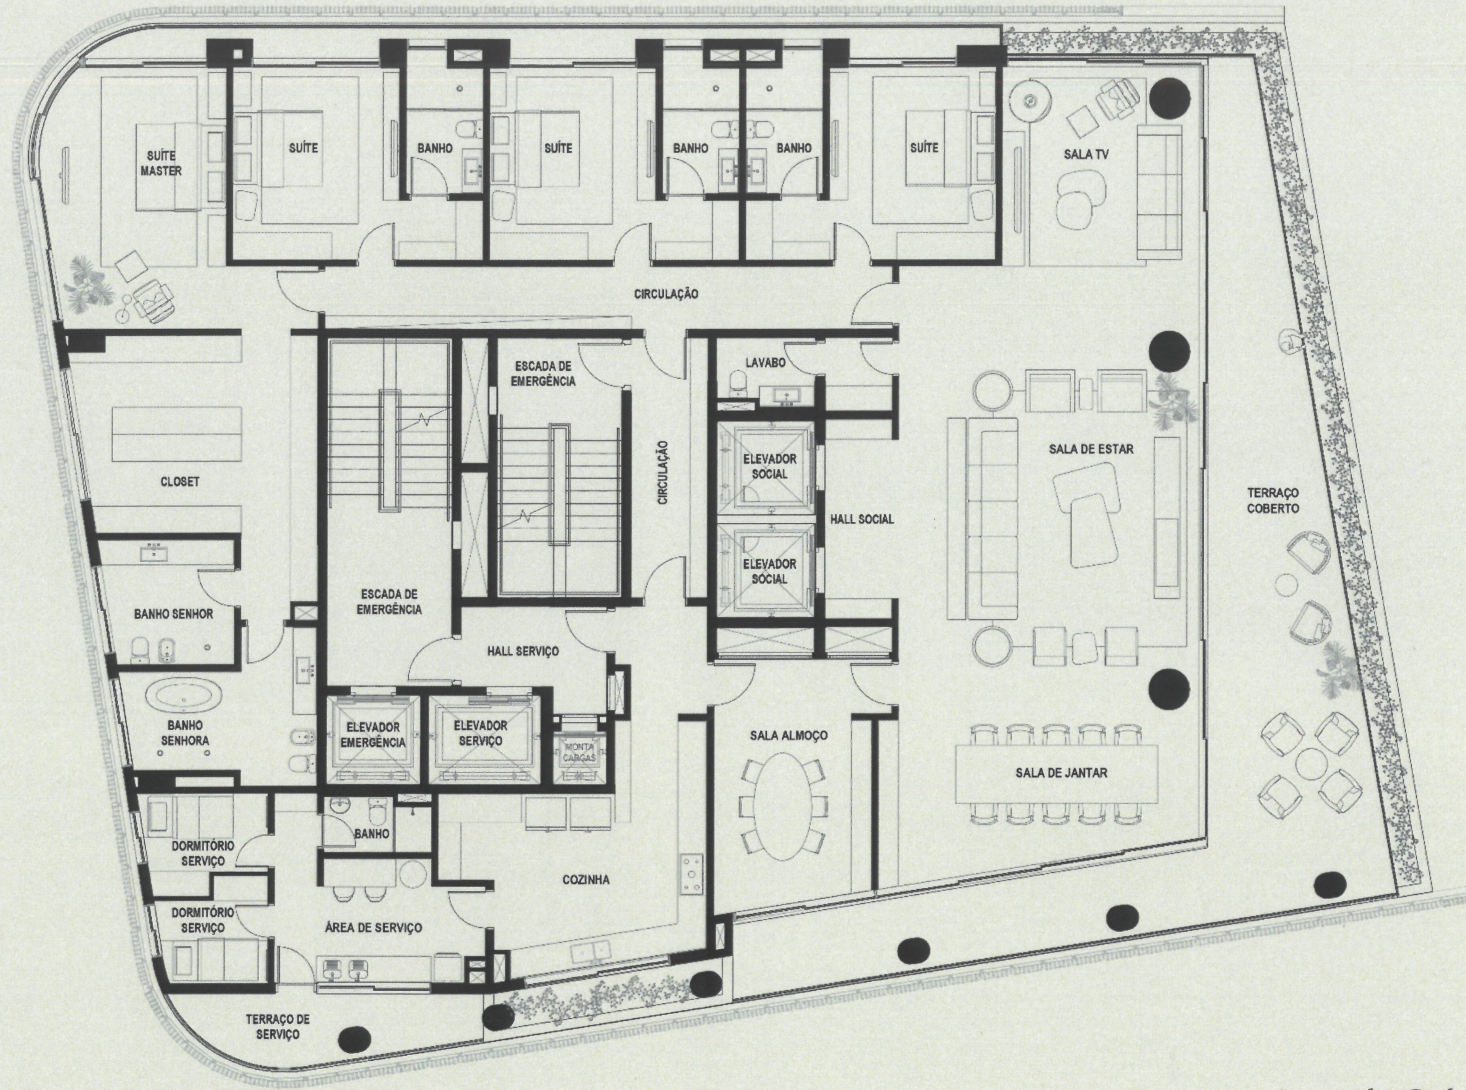 SUÍTE
MASTER
SUÍTE
BANHO
SUÍTE
BANHO
BANHO
SUÍTE
SALA TV
CIRCULAÇÃO
ESCADA DE
EMERGÊNCIA
LAVABO
CIRCULAÇÃO
CLOSET
ELEVADOR
SOCIAL
SALA DE ESTAR
HALL SOCIAL
TERRAÇO
COBERTO
ELEVADOR
SOCIAL
ESCADA DE
EMERGÊNCIA
BANHO SENHOR
HALL SERVIÇO
BANHO
SENHORA
ELEVADOR
EMERGÊNCIA
ELEVADOR
SERVIÇO
MONTA
CARGAS
SALA ALMOÇO
SALA DE JANTAR
BANHO
DORMITÓRIO
SERVIÇO
COZINHA
DORMITÓRIO
SERVIÇO
ÁREA DE SERVIÇO
TERRAÇO DE
SERVIÇO